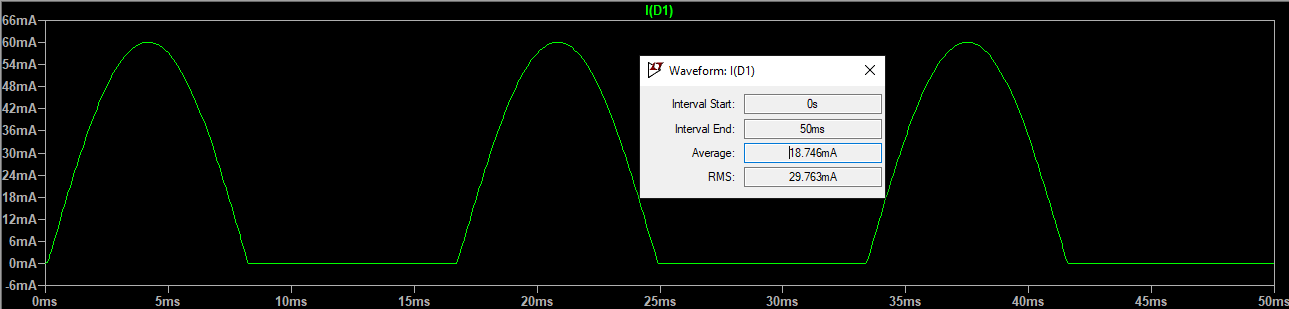 I(D1)
66mA
60mA
54mA
48mA
42mA
36mA
30mA
24mA
18mA
12mA
6mA
0mA
-6mA
Waveform: I(D1)
Interval Start: 0s
Interval End: 50ms
Average: 18.746mA
RMS: 29.763mA
0ms 5ms 10ms 15ms 20ms 25ms 30ms 35ms 40ms 45ms 50ms